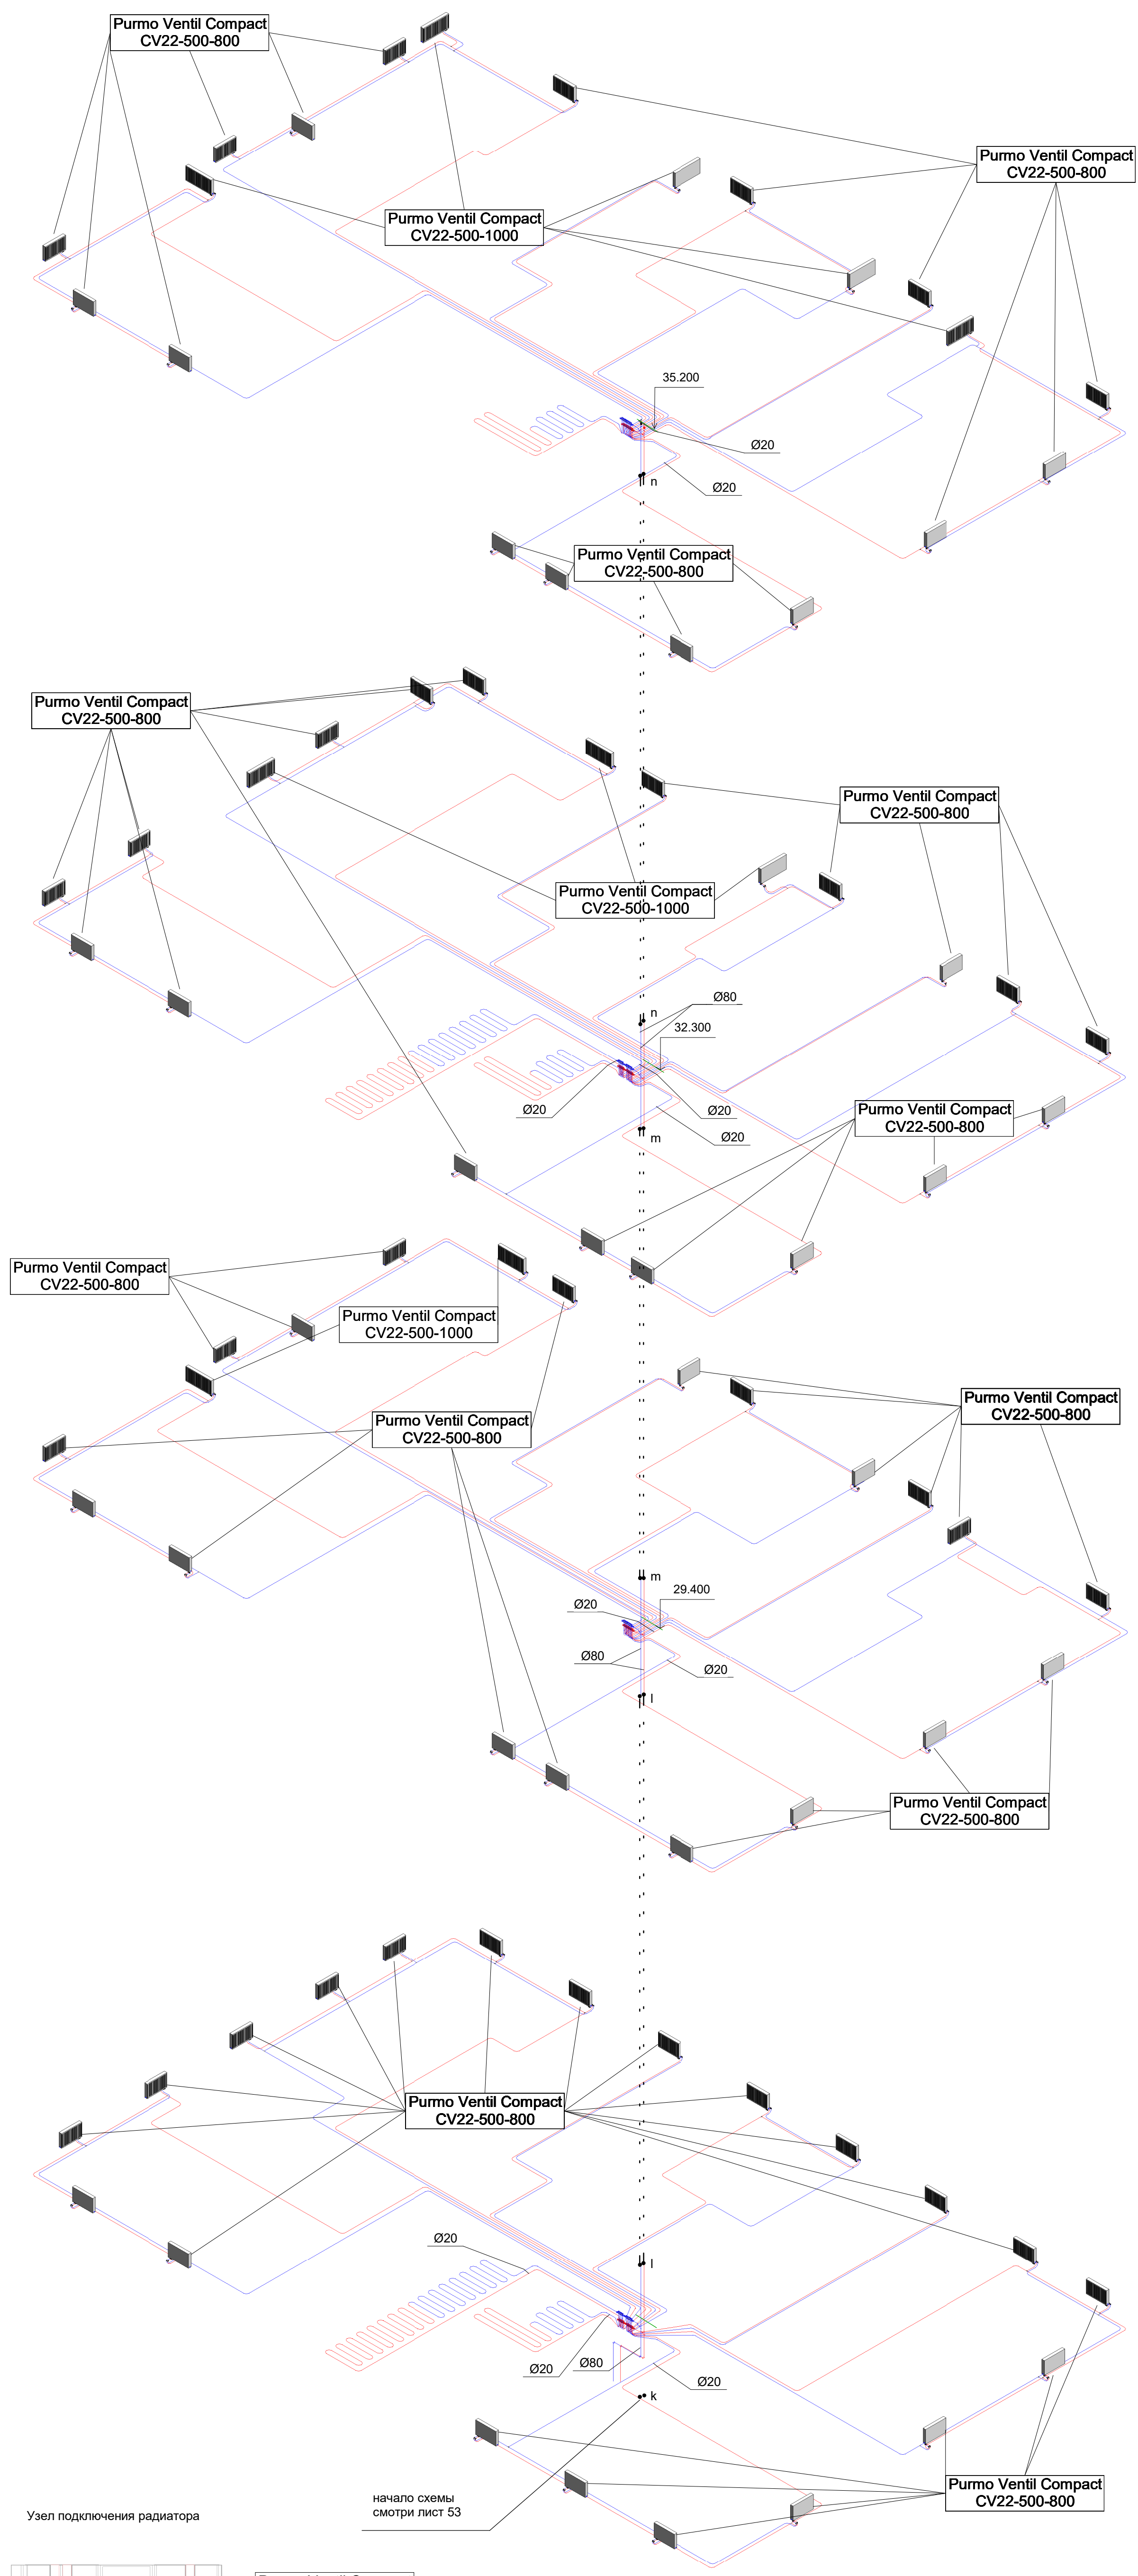 Purmo Ventil Compact
CV22-500-800
Purmo Ventil Compact
CV22-500-800
Purmo Ventil Compact
CV22-500-1000
35.200
Ø20
Ø20
n
Purmo Ventil Compact
CV22-500-800
Purmo Ventil Compact
CV22-500-800
Purmo Ventil Compact
CV22-500-800
Purmo Ventil Compact
CV22-500-1000
Ø80
n
32.300
Ø20
Ø20
Ø20
m
Purmo Ventil Compact
CV22-500-800
Purmo Ventil Compact
CV22-500-800
Purmo Ventil Compact
CV22-500-1000
Purmo Ventil Compact
CV22-500-800
Purmo Ventil Compact
CV22-500-800
m
29.400
Ø20
Ø80
Ø20
l
Purmo Ventil Compact
CV22-500-800
Purmo Ventil Compact
CV22-500-800
Ø20
l
Ø80
Ø20
Ø20
k
Purmo Ventil Compact
CV22-500-800
начало схемы
смотри лист 53
Узел подключения радиатора